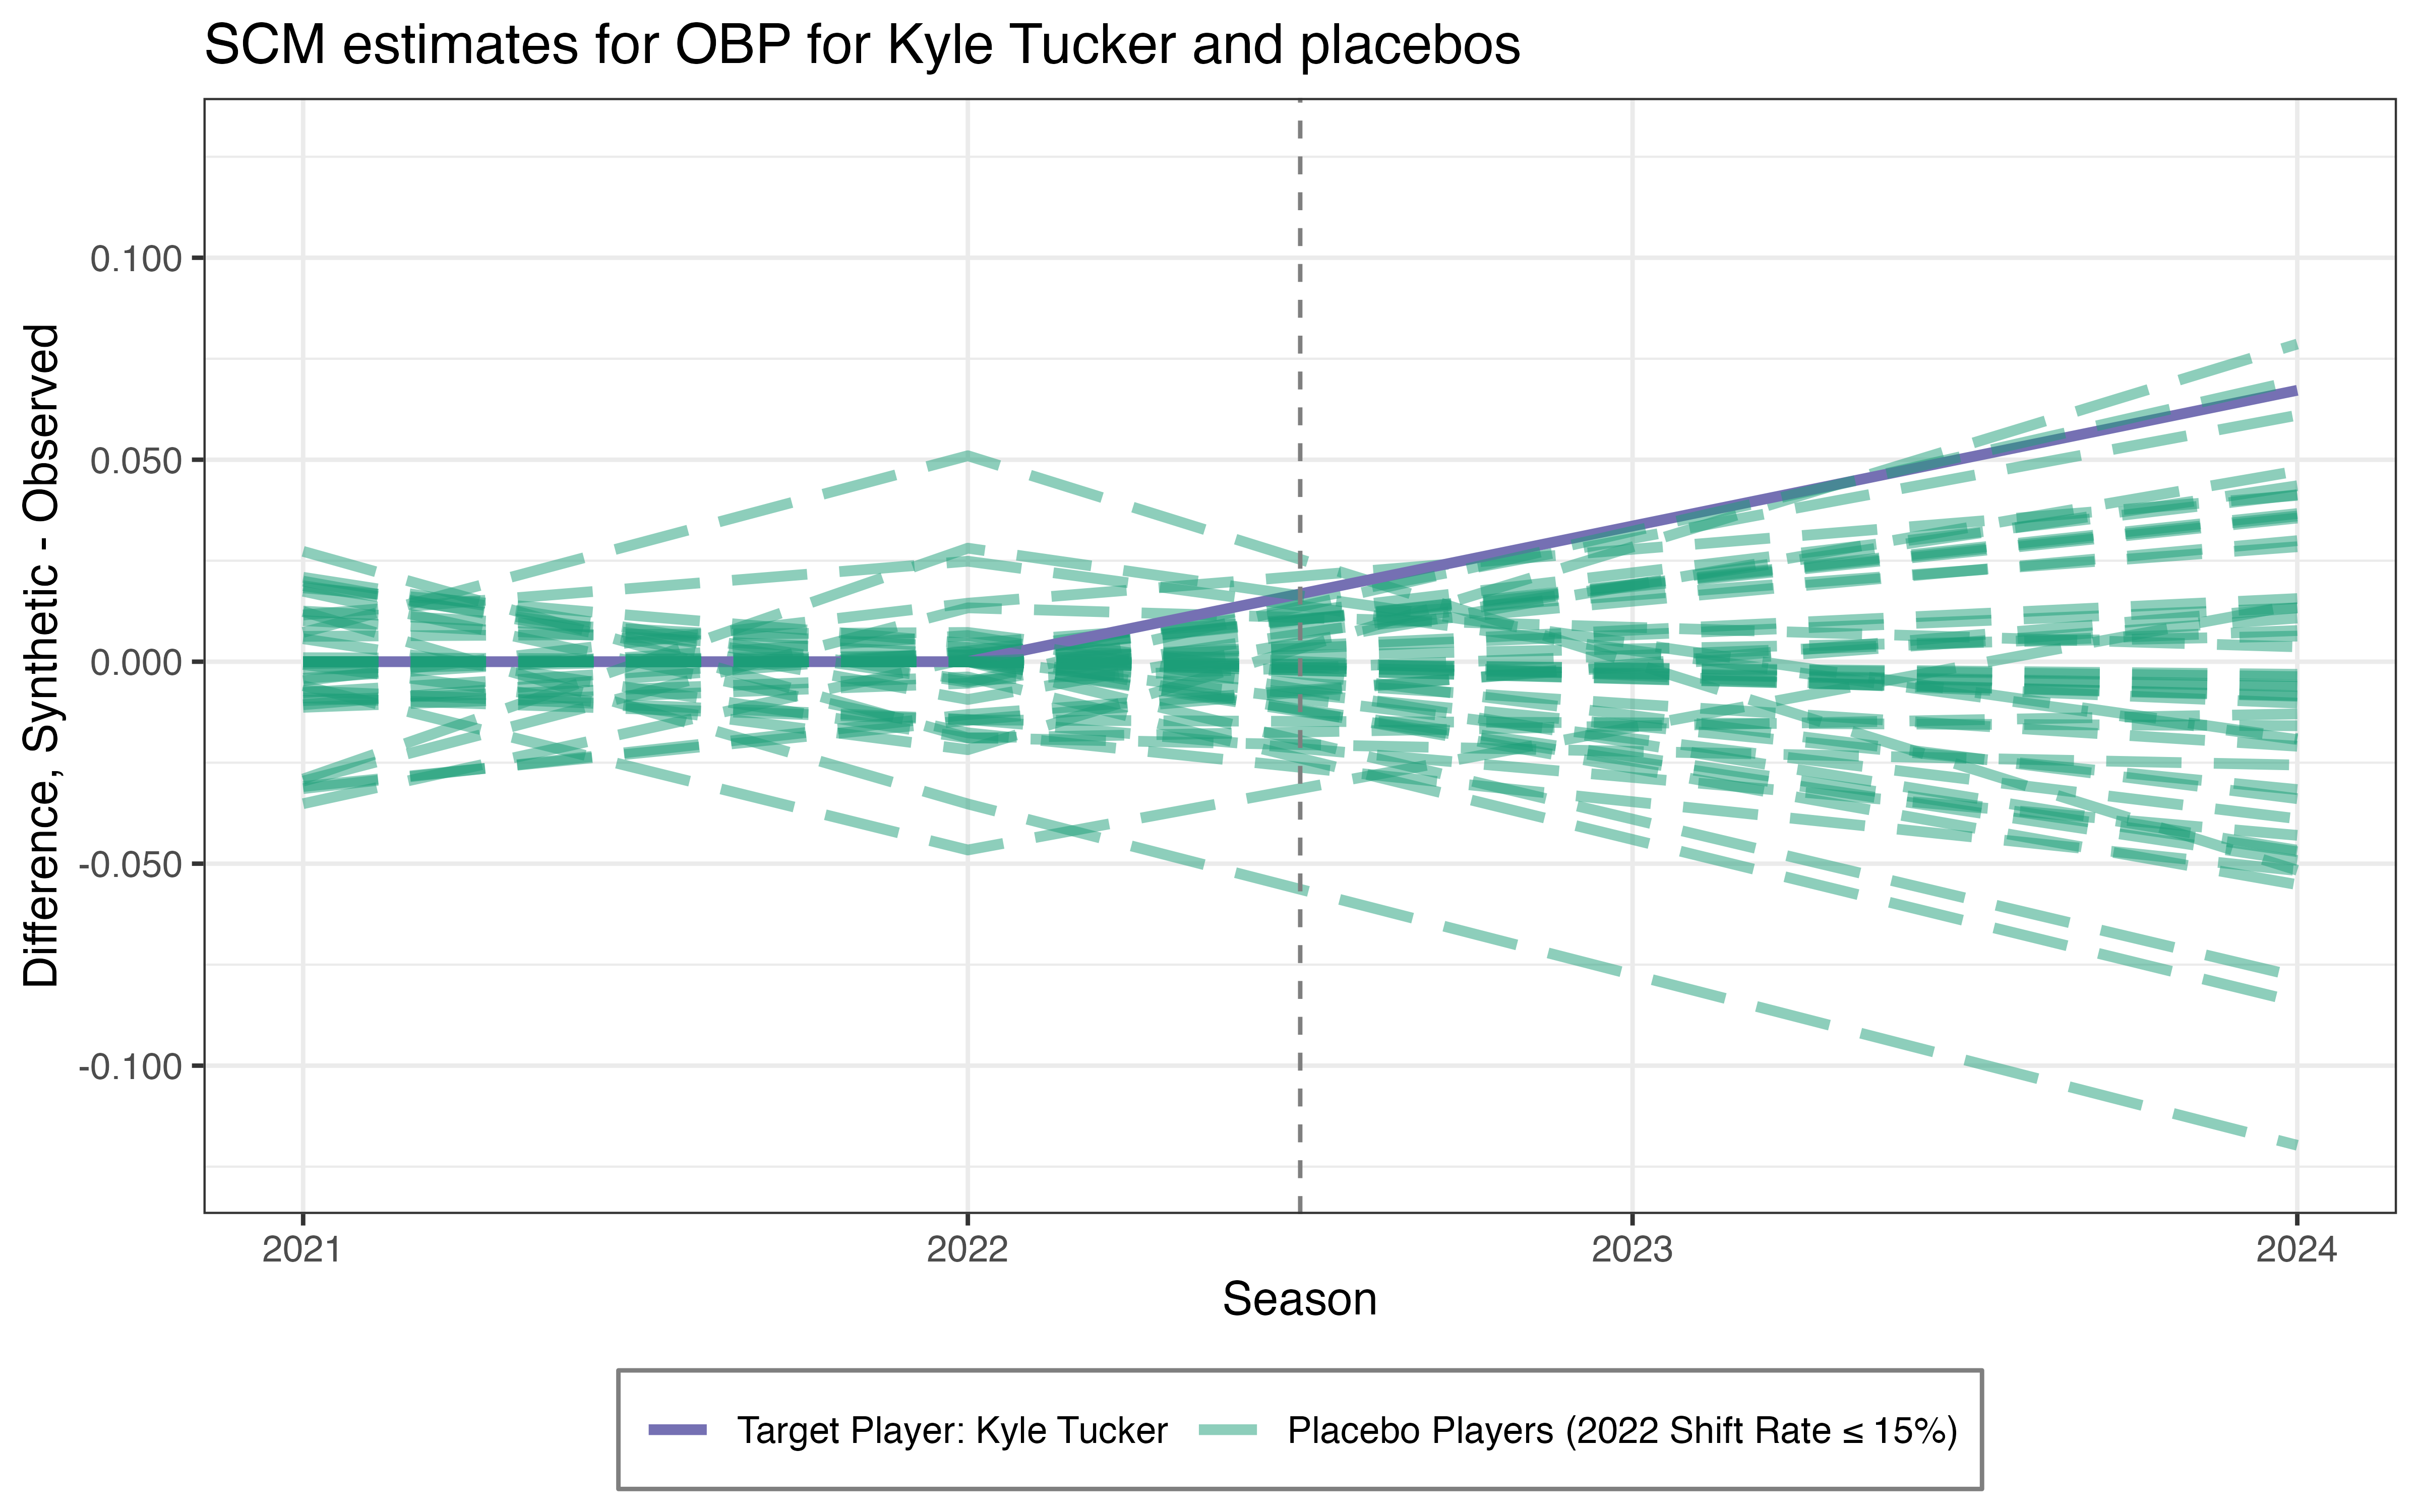 SCM estimates for OBP for Kyle Tucker and placebos
Difference, Synthetic - Observed
0.100
0.050
0.000
-0.050
-0.100
2021 2022 2023 2024
Season
Target Player: Kyle Tucker Placebo Players (2022 Shift Rate ≤ 15%)